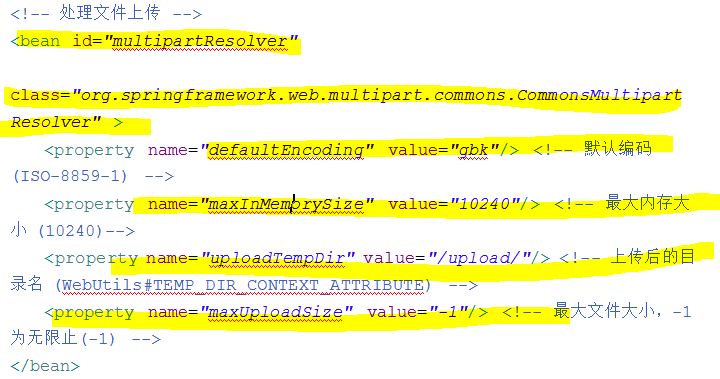 <!-- 处理文件上传 -->
<bean id="multipartResolver"
class="org.springframework.web.multipart.commons.CommonsMultipart
Resolver" >
<property name="defaultEncoding" value="gbk"/> <!-- 默认编码
(ISO-8859-1) -->
<property name="maxInMemorySize" value="10240"/> <!-- 最大内存大
小 (10240)-->
<property name="uploadTempDir" value="/upload/"/> <!-- 上传后的目
录名 (WebUtils#TEMP_DIR_CONTEXT_ATTRIBUTE) -->
<property name="maxUploadSize" value="-1"/> <!-- 最大文件大小，-1
为无限止(-1) -->
</bean>